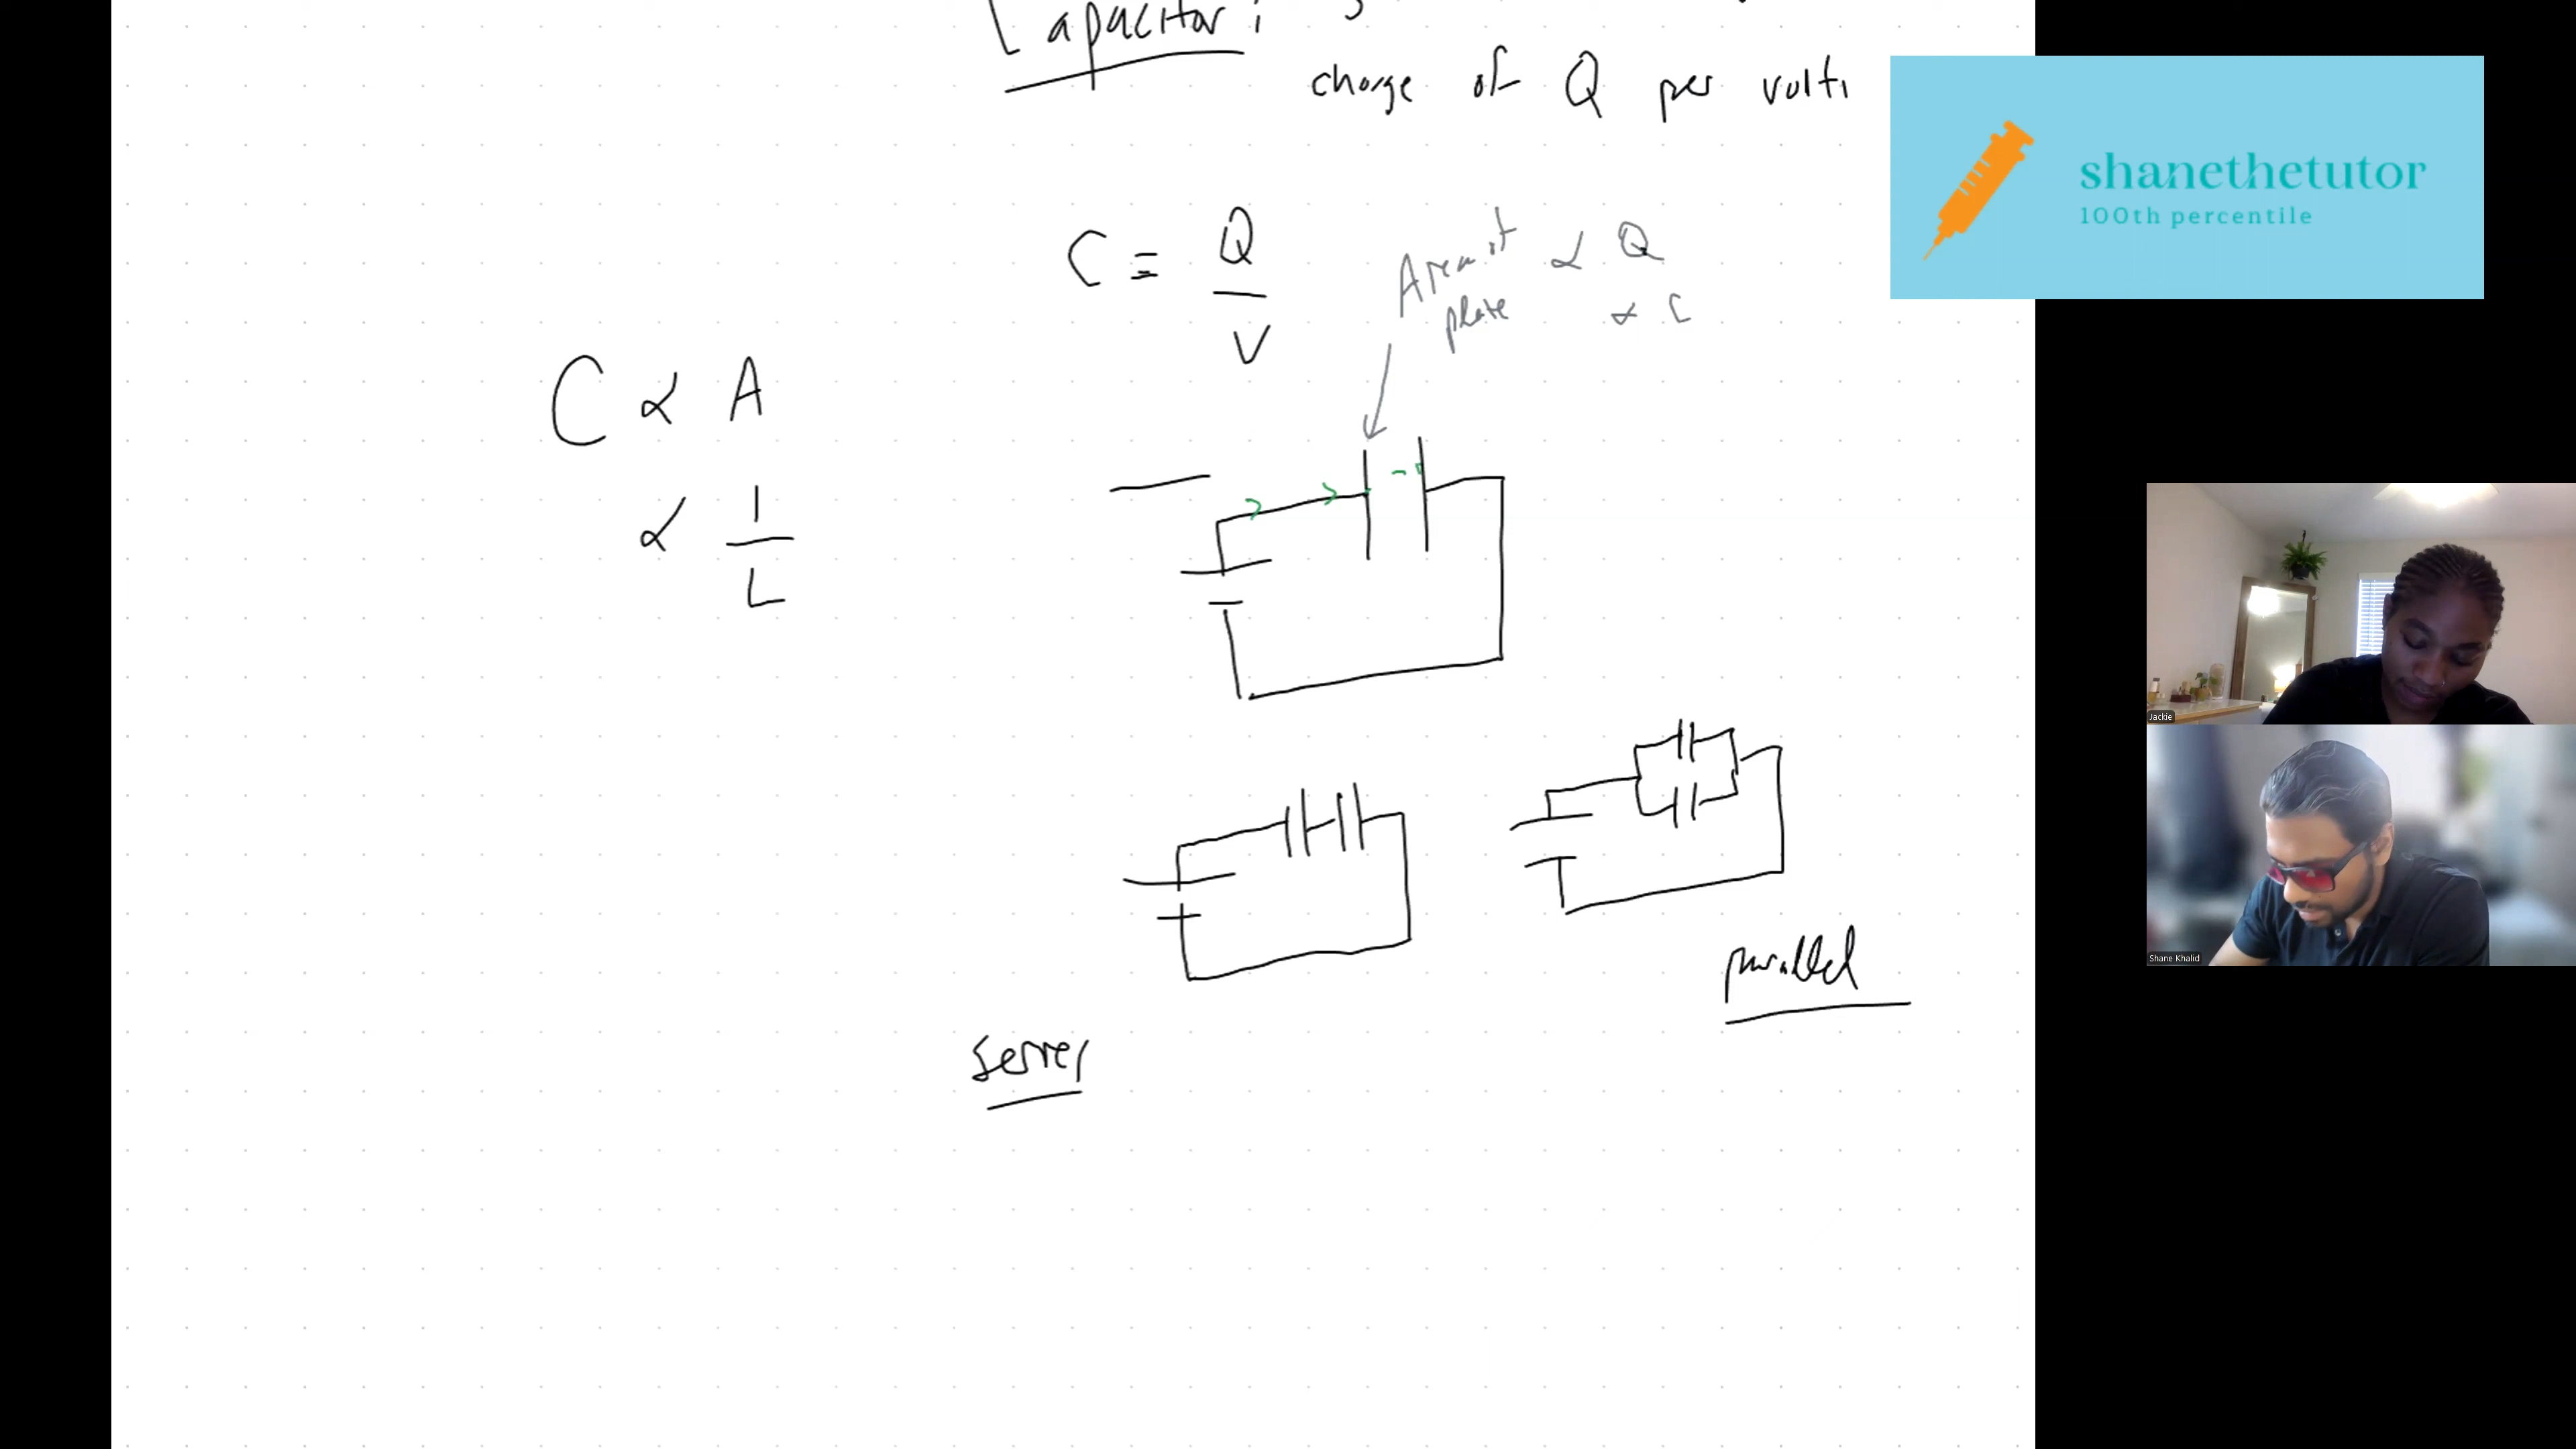 Capacitor:
charge of Q per volt
C = Q
V
Area of ∝ Q
plate ∝ C
C ∝ A
∝ 1
L
series
parallel
shanethetutor
100th percentile
Jackie
Shane Khalid